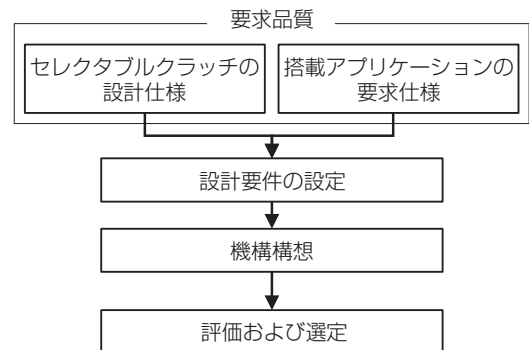 要求品質
セレクタブルクラッチの
設計仕様
搭載アプリケーションの
要求仕様
設計要件の設定
機構構想
評価および選定